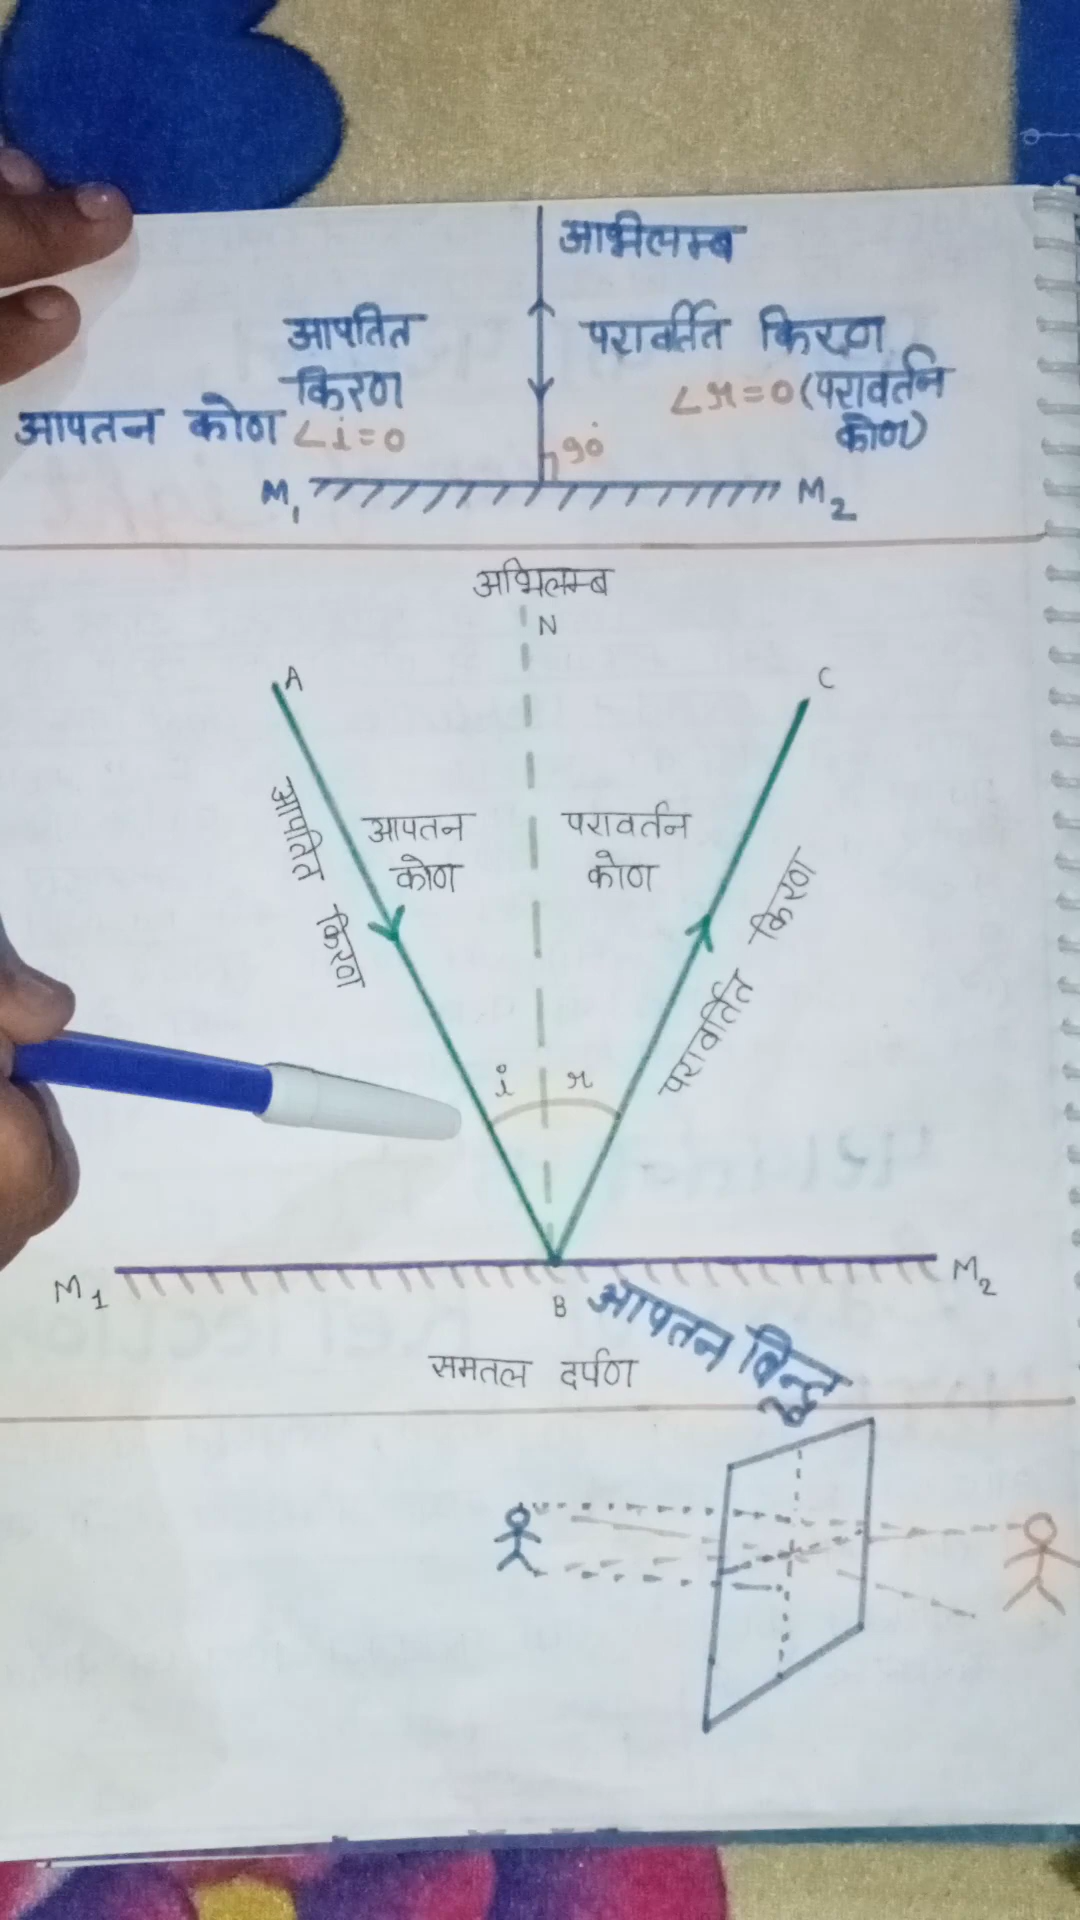 अभिलम्ब
आपतित
किरण
परावर्तित किरण
आपतन कोण ∠i=0
∠r=0(परावर्तन
कोण)
90°
M1
M2
अभिलम्ब
N
A
C
आपतित किरण
आपतन
कोण
परावर्तन
कोण
परावर्तित किरण
i
r
M1
M2
B
आपतन बिन्दु
समतल दर्पण